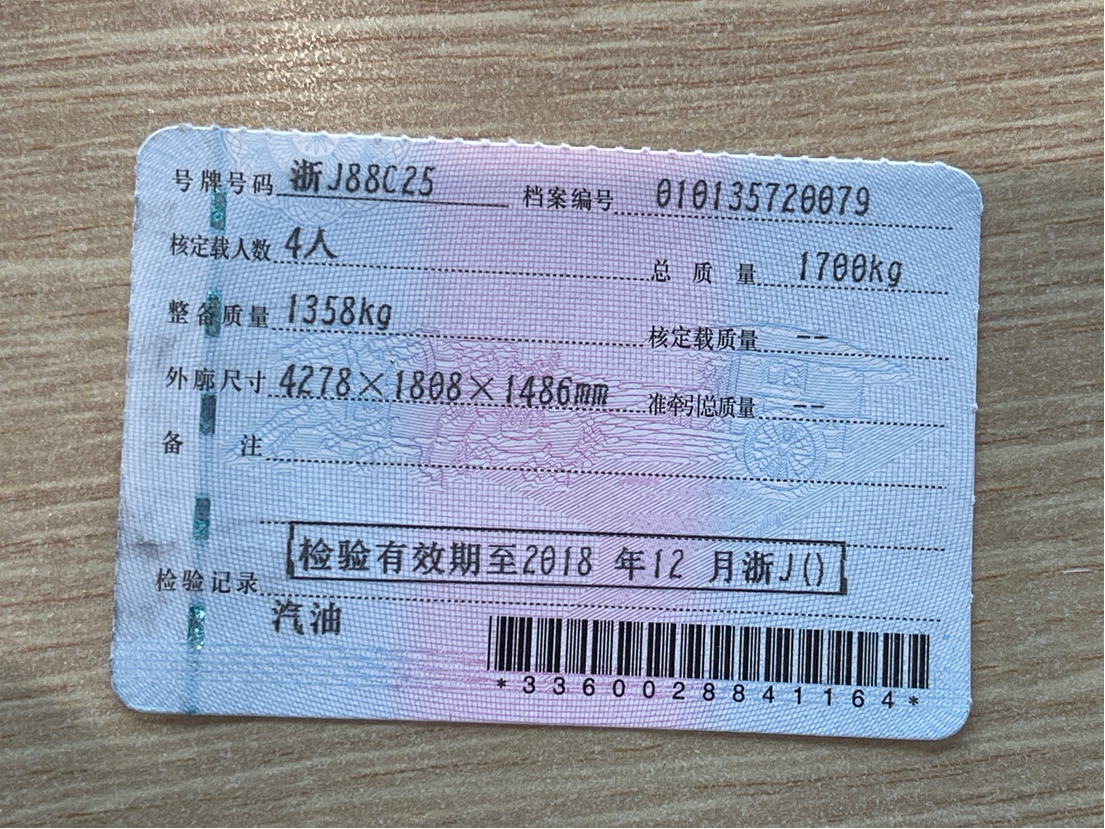 号牌号码 浙J88C25 档案编号 010135720079
核定载人数 4人 总质量 1700kg
整备质量 1358kg 核定载质量 --
外廓尺寸 4278×1808×1486mm 准牵引总质量 --
备注
检验记录 检验有效期至2018 年12 月浙J()
汽油
*3360028841164*